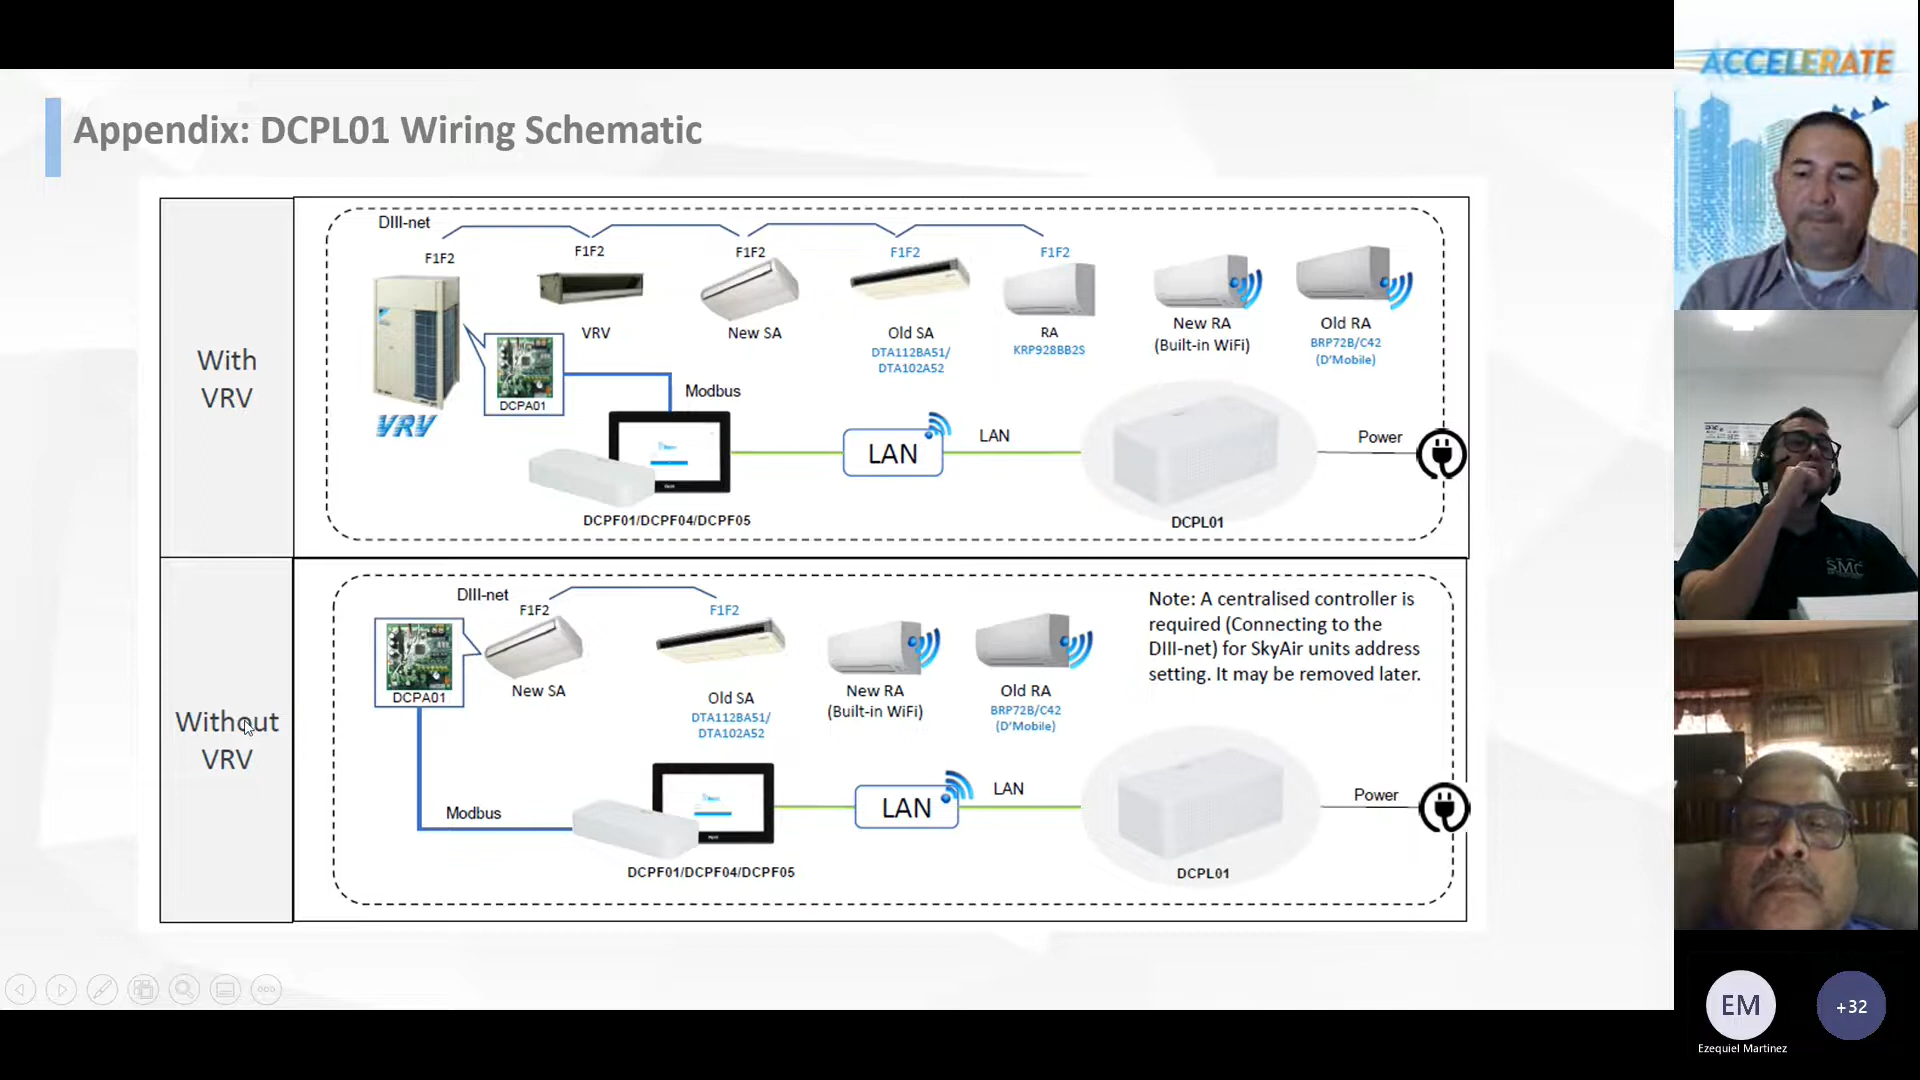 ACCELERATE
Appendix: DCPL01 Wiring Schematic
With
VRV
DIII-net
F1F2
F1F2
F1F2
F1F2
F1F2
VRV
New SA
Old SA
DTA112BA51/
DTA102A52
RA
KRP928BB2S
New RA
(Built-in WiFi)
Old RA
BRP72B/C42
(D'Mobile)
DCPA01
VRV
Modbus
LAN
LAN
Power
DCPF01/DCPF04/DCPF05
DCPL01
Without
VRV
DIII-net
F1F2
F1F2
DCPA01
New SA
Old SA
DTA112BA51/
DTA102A52
New RA
(Built-in WiFi)
Old RA
BRP72B/C42
(D'Mobile)
Note: A centralised controller is
required (Connecting to the
DIII-net) for SkyAir units address
setting. It may be removed later.
Modbus
LAN
LAN
Power
DCPF01/DCPF04/DCPF05
DCPL01
SMC
EM
Ezequiel Martinez
+32